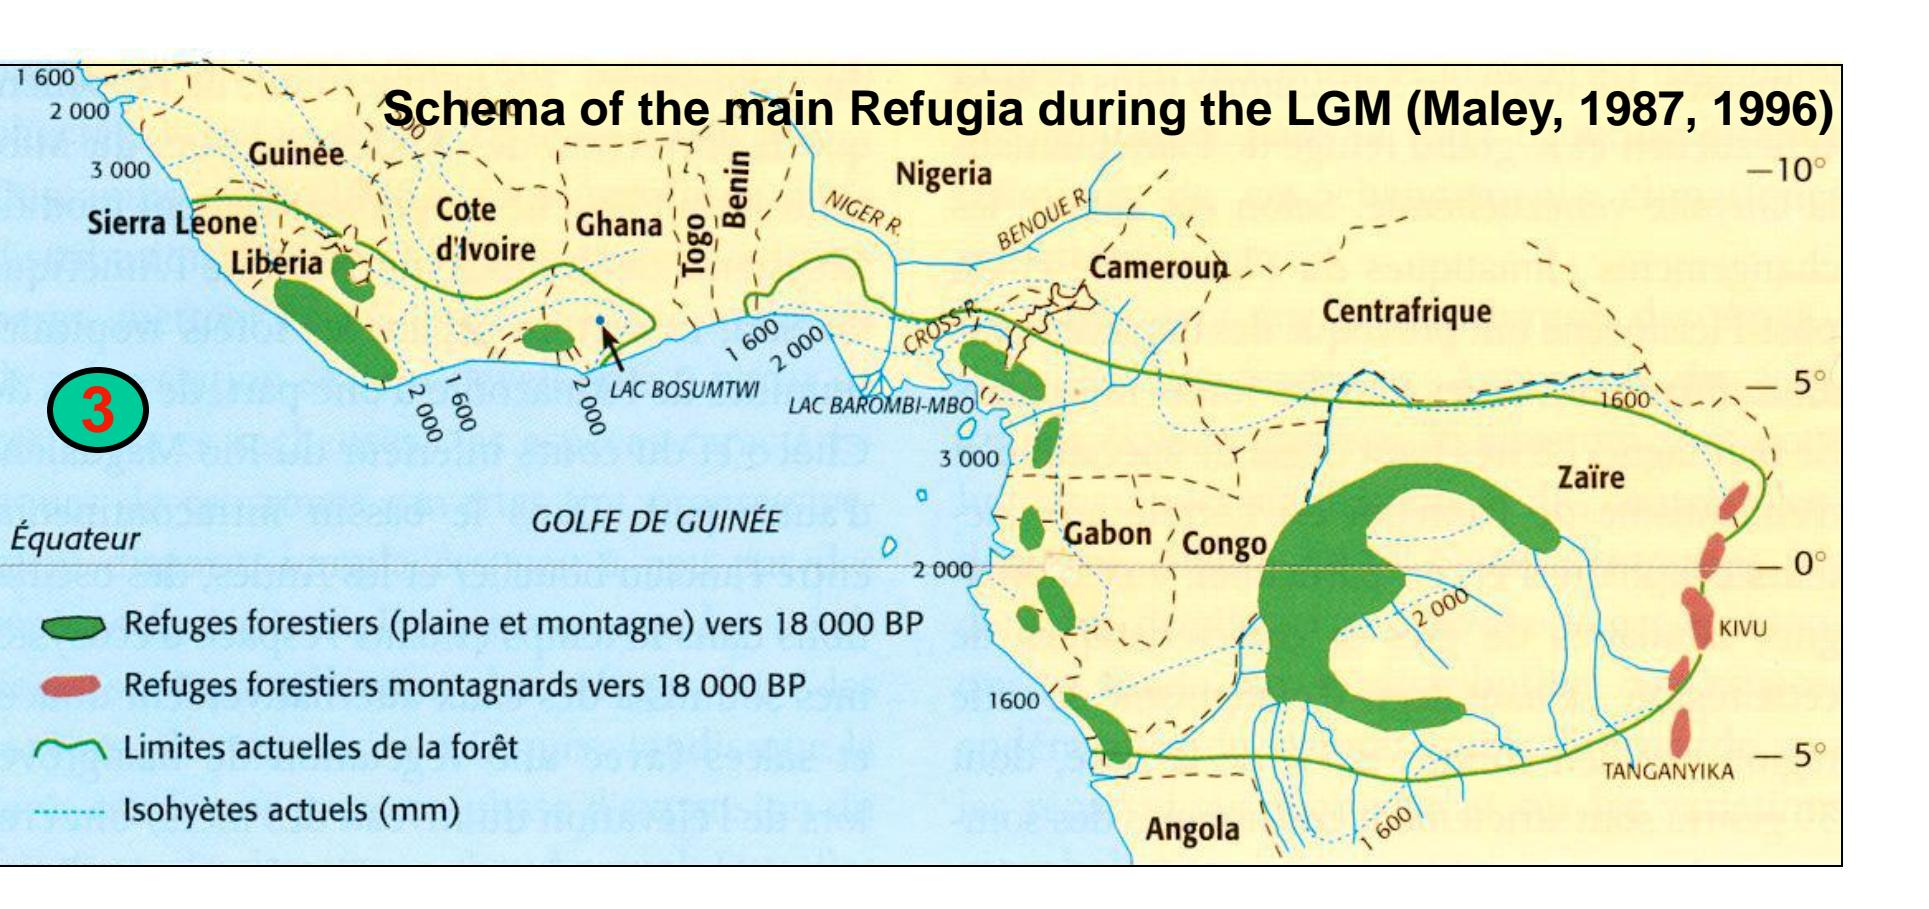 Schema of the main Refugia during the LGM (Maley, 1987, 1996)
1 600
2 000
3 000
Guinée
Sierra Leone
Liberia
Cote
d'Ivoire
Ghana
Togo
Benin
Nigeria
NIGER R.
BENOUE R.
CROSS R.
Cameroun
Centrafrique
10°
5°
1600
1 600
2 000
LAC BOSUMTWI
LAC BAROMBI-MBO
2 000
1 600
2 000
3
3 000
Zaïre
GOLFE DE GUINÉE
Gabon
Congo
Équateur
2 000
0°
2 000
KIVU
1600
5°
TANGANYIKA
Angola
1 600
Refuges forestiers (plaine et montagne) vers 18 000 BP
Refuges forestiers montagnards vers 18 000 BP
Limites actuelles de la forêt
Isohyètes actuels (mm)